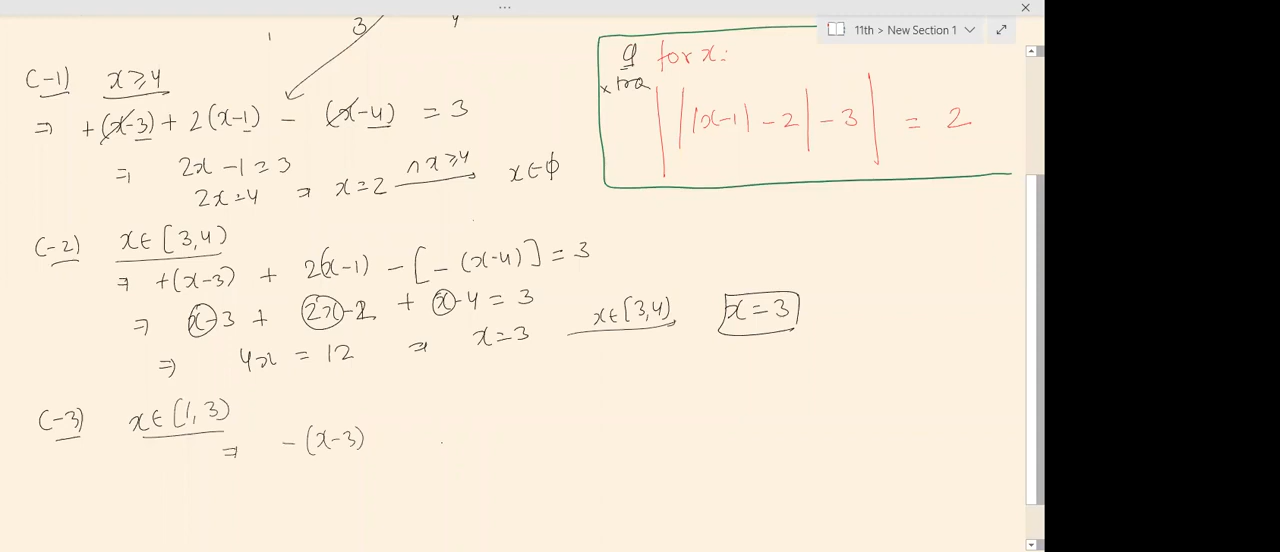 11th > New Section 1
3 4
1
C-1) x ≥ 4
⇒ +(x-3) + 2(x-1) - (x-4) = 3
⇒ 2x - 1 = 3
2x = 4 ⇒ x = 2 ∩ x ≥ 4 x ∈ ϕ
C-2) x ∈ [3,4)
⇒ +(x-3) + 2(x-1) - [-(x-4)] = 3
⇒ x-3 + 2x-2 + x-4 = 3
⇒ 4x = 12 ⇒ x = 3 x ∈ [3,4) x = 3
C-3) x ∈ [1,3)
⇒ -(x-3)
for x:
|||x-1| - 2| - 3| = 2